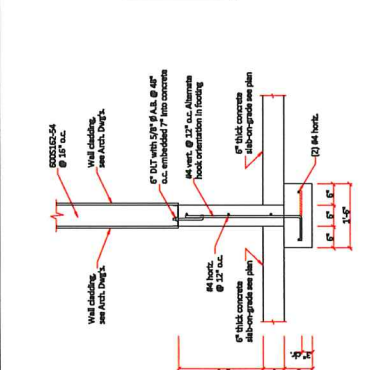 600S162-54
@ 16" o.c.
Wall cladding,
see Arch. Dwg's.
Wall cladding,
see Arch. Dwg's.
6" DLT with 5/8" Ø A.B. @ 48"
o.c. embedded 7" into concrete
#4 vert. @ 12" o.c. Alternate
hook orientation in footing
#4 horiz.
@ 12" o.c.
6" thick concrete
slab-on-grade see plan
6" thick concrete
slab-on-grade see plan
(2) #4 horiz.
6"
6"
6"
1'-6"